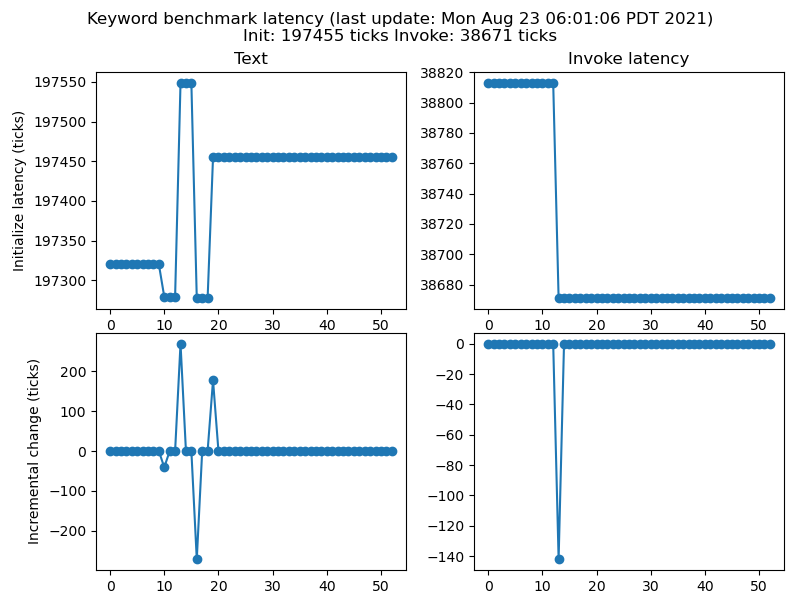 Keyword benchmark latency (last update: Mon Aug 23 06:01:06 PDT 2021)
Init: 197455 ticks Invoke: 38671 ticks
Text
Initialize latency (ticks)
197550
197500
197450
197400
197350
197300
0 10 20 30 40 50
Invoke latency
38820
38800
38780
38760
38740
38720
38700
38680
0 10 20 30 40 50
Incremental change (ticks)
200
100
0
−100
−200
0 10 20 30 40 50
0
−20
−40
−60
−80
−100
−120
−140
0 10 20 30 40 50